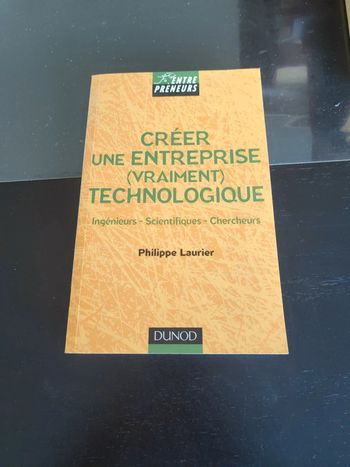 ENTRE
PRENEURS
CRÉER
UNE ENTREPRISE
(VRAIMENT)
TECHNOLOGIQUE
Ingénieurs - Scientifiques - Chercheurs
Philippe Laurier
DUNOD